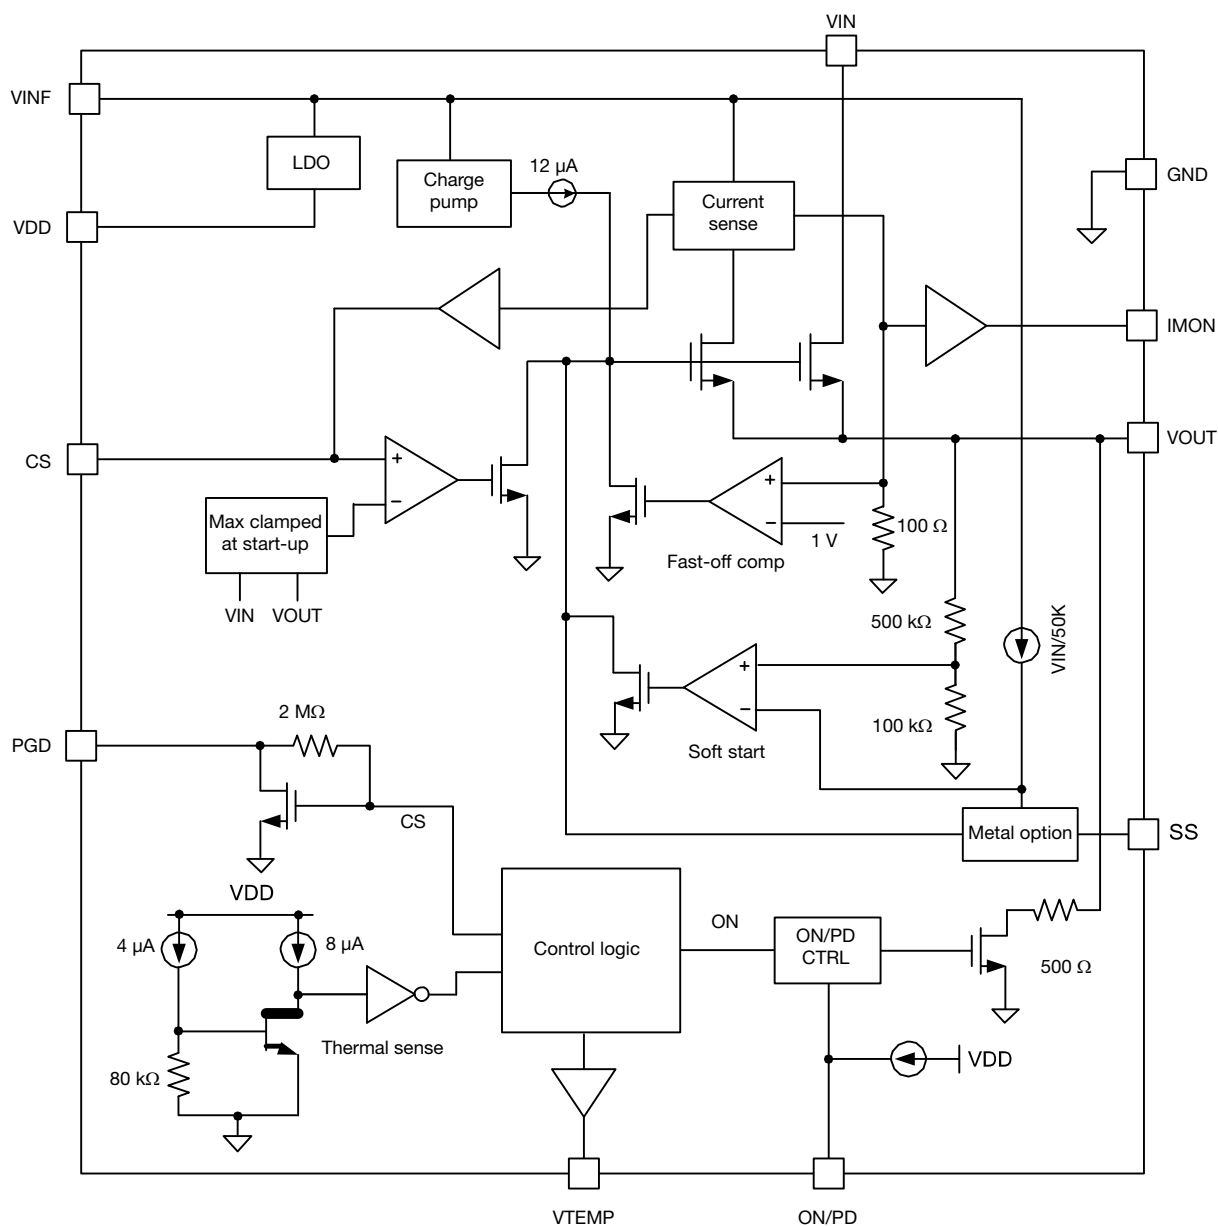 VIN
VINF
LDO
12 µA
Charge
pump
GND
Current
sense
VDD
IMON
VOUT
CS
+
−
+
−
Max clamped
at start-up
100 Ω
1 V
Fast-off comp
VIN
VOUT
500 kΩ
VIN/50K
+
−
2 MΩ
100 kΩ
PGD
Soft start
CS
Metal option
SS
VDD
4 µA
8 µA
ON
Control logic
ON/PD
CTRL
500 Ω
Thermal sense
VDD
80 kΩ
VTEMP
ON/PD